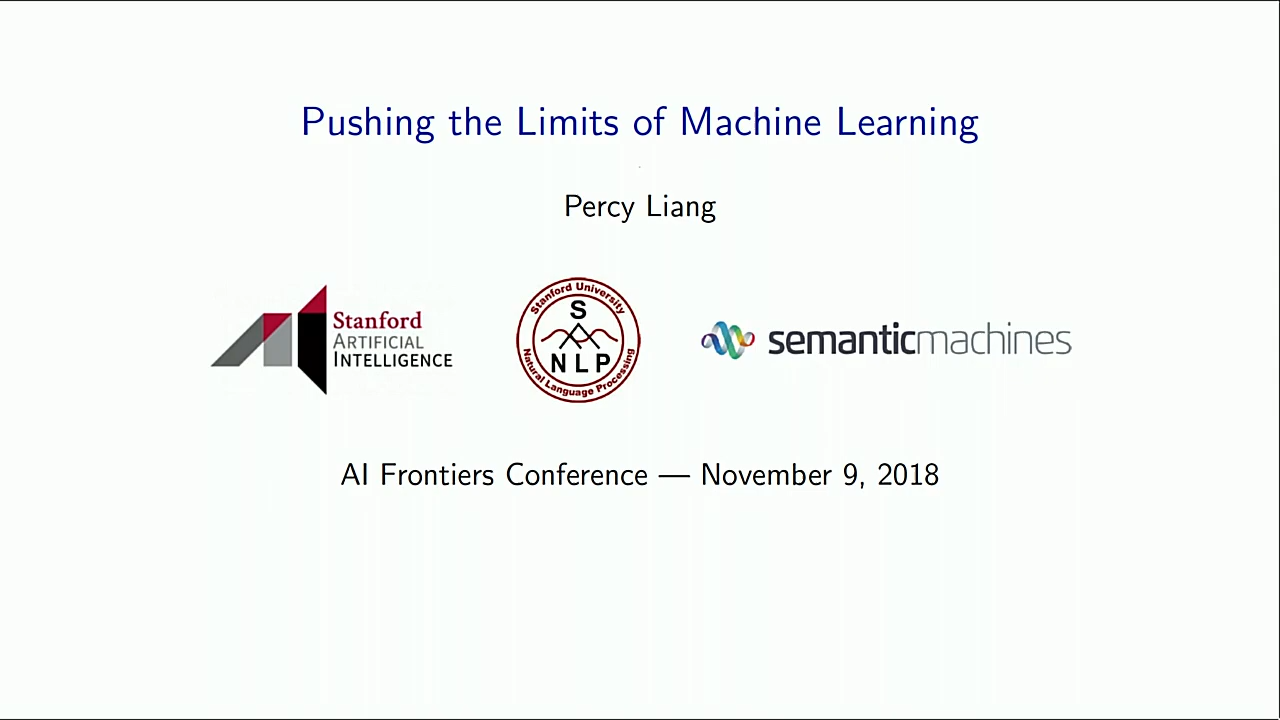 Pushing the Limits of Machine Learning
Percy Liang
Stanford
ARTIFICIAL
INTELLIGENCE
Stanford University
S
NLP
Natural Language Processing
semanticmachines
AI Frontiers Conference — November 9, 2018